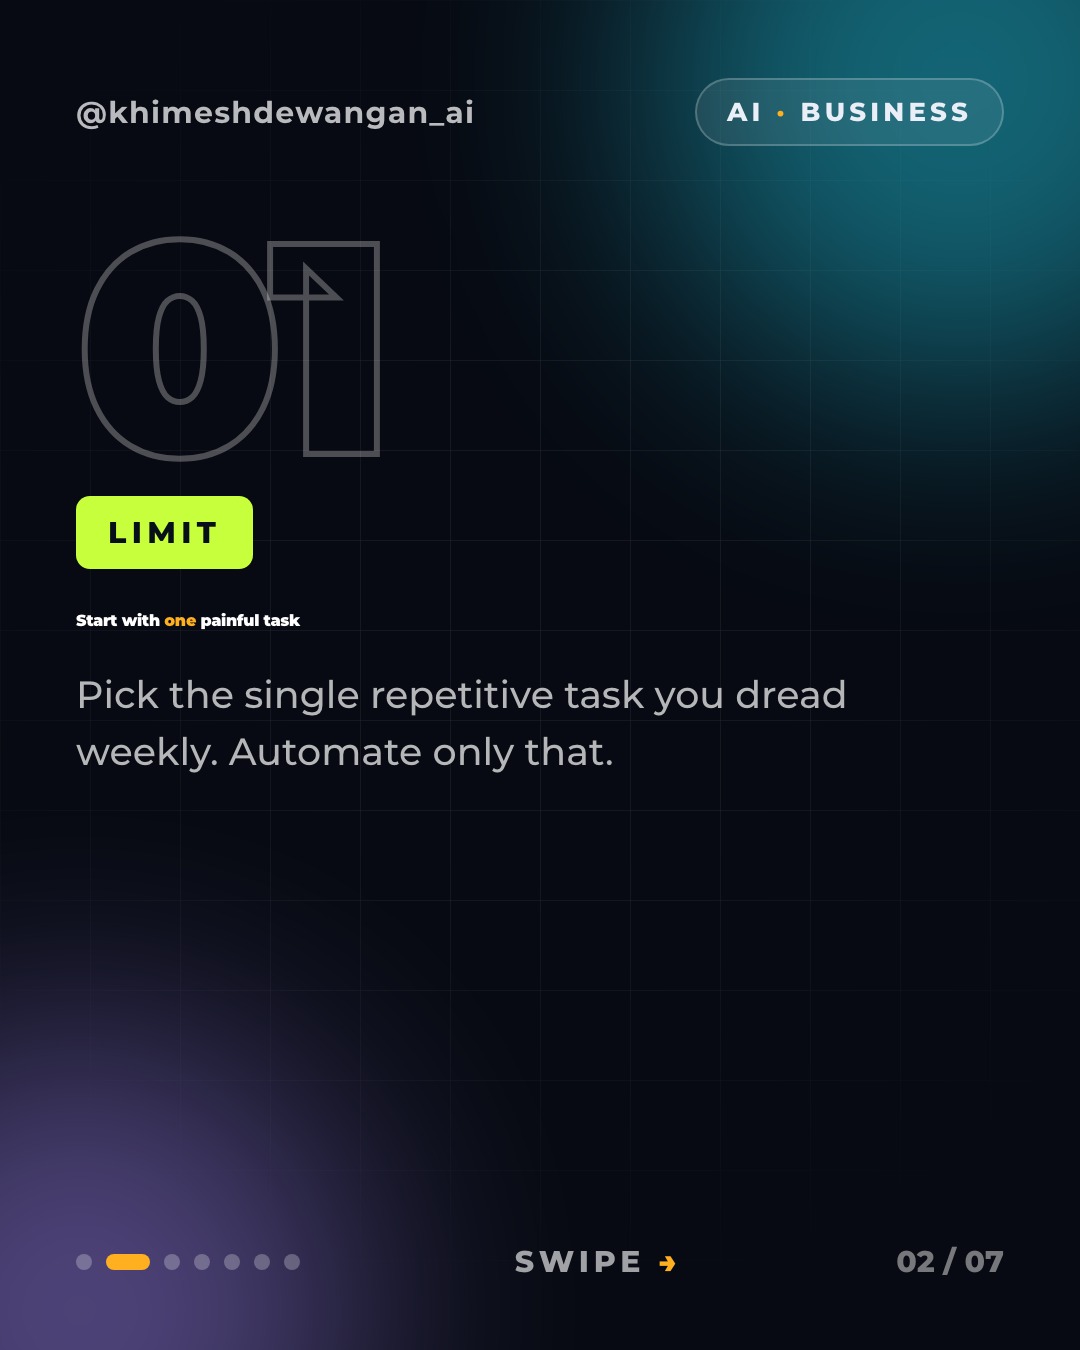 @khimeshdewangan_ai
AI • BUSINESS
01
LIMIT
Start with one painful task
Pick the single repetitive task you dread
weekly. Automate only that.
SWIPE →
02 / 07